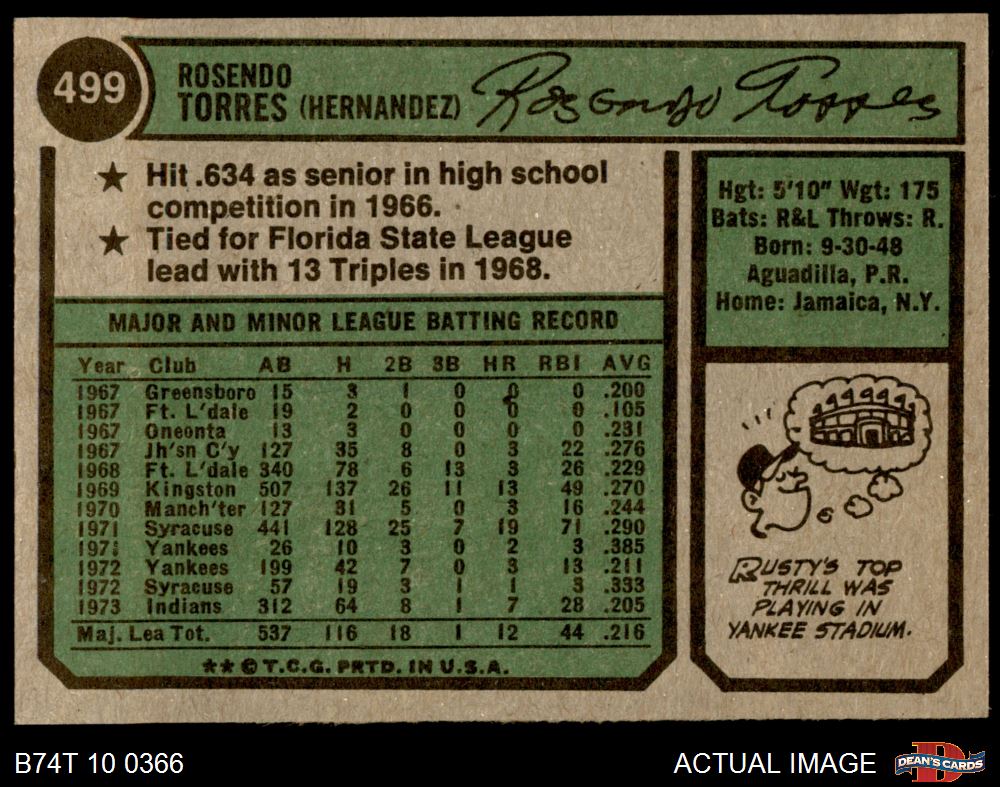 499
ROSENDO
TORRES (HERNANDEZ)
Rosendo Torres
★ Hit .634 as senior in high school
competition in 1966.
★ Tied for Florida State League
lead with 13 Triples in 1968.
Hgt: 5'10" Wgt: 175
Bats: R&L Throws: R.
Born: 9-30-48
Aguadilla, P.R.
Home: Jamaica, N.Y.
MAJOR AND MINOR LEAGUE BATTING RECORD
Year Club AB H 2B 3B HR RBI AVG
1967 Greensboro 15 3 1 0 0 0 .200
1967 Ft. L'dale 19 2 0 0 0 0 .105
1967 Oneonta 13 3 0 0 0 0 .231
1967 Jh'sn C'y 127 35 8 0 3 22 .276
1968 Ft. L'dale 340 78 6 13 3 26 .229
1969 Kingston 507 137 26 11 13 49 .270
1970 Manch'ter 127 31 5 0 3 16 .244
1971 Syracuse 441 128 25 7 19 71 .290
1971 Yankees 26 10 3 0 2 3 .385
1972 Yankees 199 42 7 0 3 13 .211
1972 Syracuse 57 19 3 1 1 3 .333
1973 Indians 312 64 8 1 7 28 .205
Maj. Lea Tot. 537 116 18 1 12 44 .216
★★ © T.C.G. PRTD. IN U.S.A.
RUSTY'S TOP
THRILL WAS
PLAYING IN
YANKEE STADIUM.
B74T 10 0366
ACTUAL IMAGE
DEAN'S CARDS